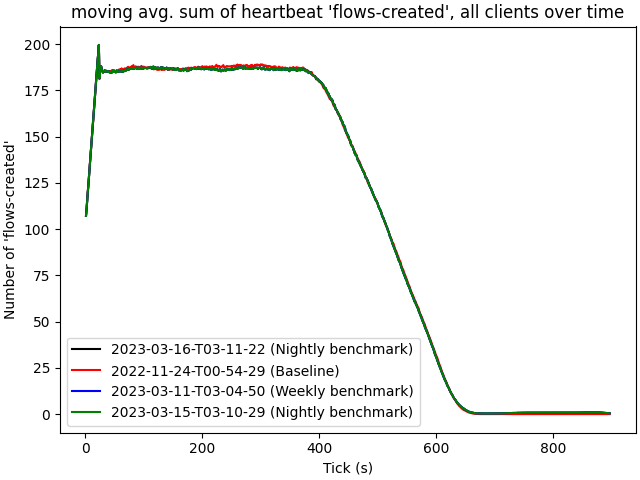 moving avg. sum of heartbeat 'flows-created', all clients over time
Number of 'flows-created'
200
175
150
125
100
75
50
25
0
2023-03-16-T03-11-22 (Nightly benchmark)
2022-11-24-T00-54-29 (Baseline)
2023-03-11-T03-04-50 (Weekly benchmark)
2023-03-15-T03-10-29 (Nightly benchmark)
0 200 400 600 800
Tick (s)